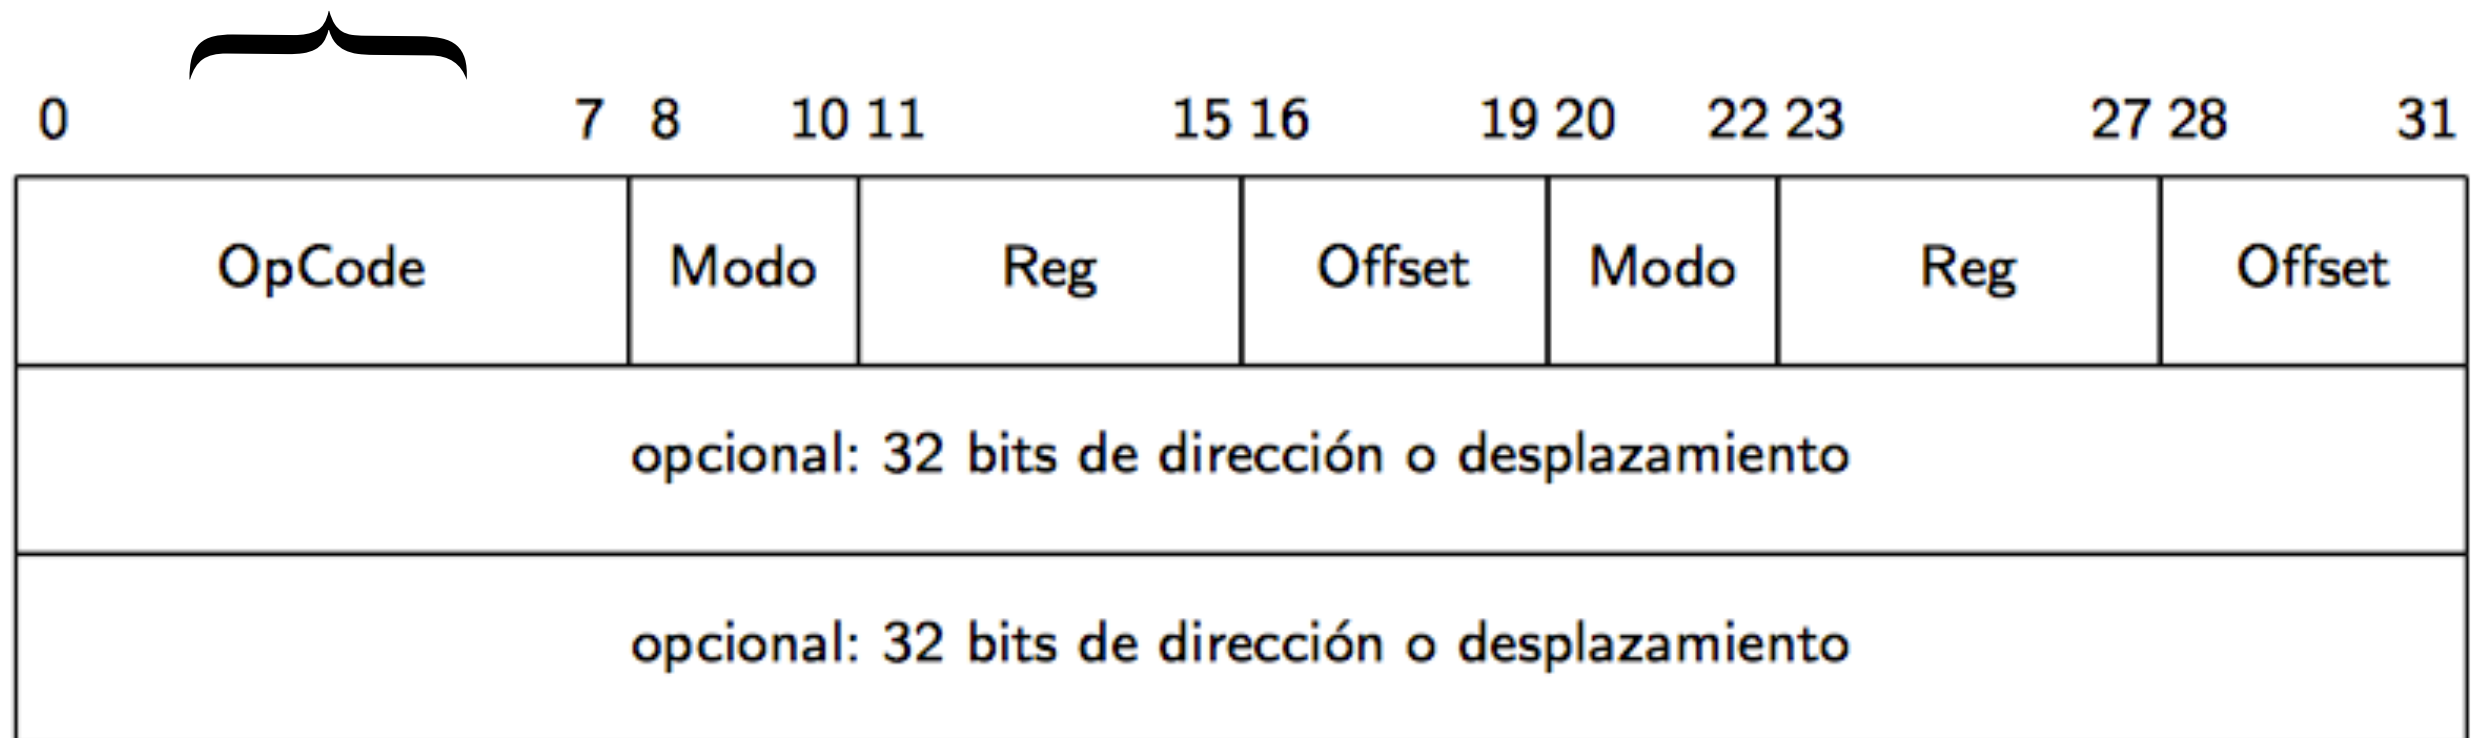 0 7 8 10 11 15 16 19 20 22 23 27 28 31
OpCode Modo Reg Offset Modo Reg Offset
opcional: 32 bits de dirección o desplazamiento
opcional: 32 bits de dirección o desplazamiento